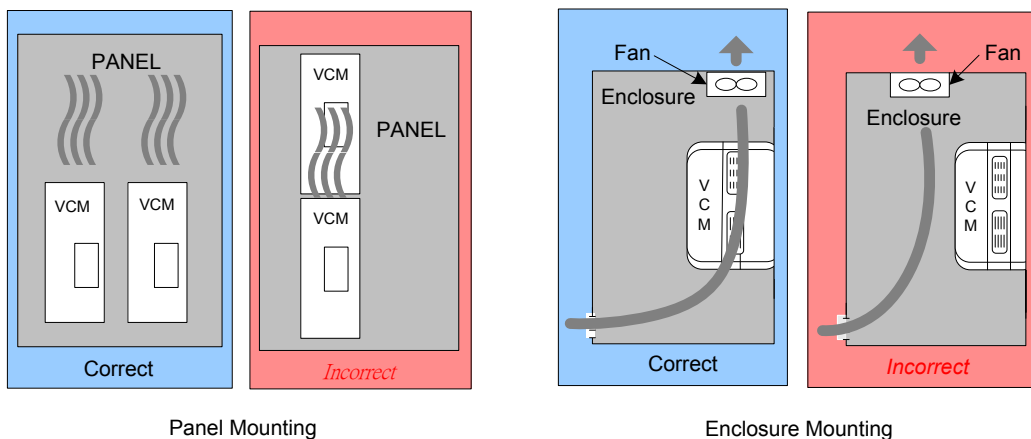 PANEL
VCM
VCM
Correct
VCM
PANEL
VCM
Incorrect
Panel Mounting
Fan
Enclosure
V
C
M
Correct
Fan
Enclosure
V
C
M
Incorrect
Enclosure Mounting